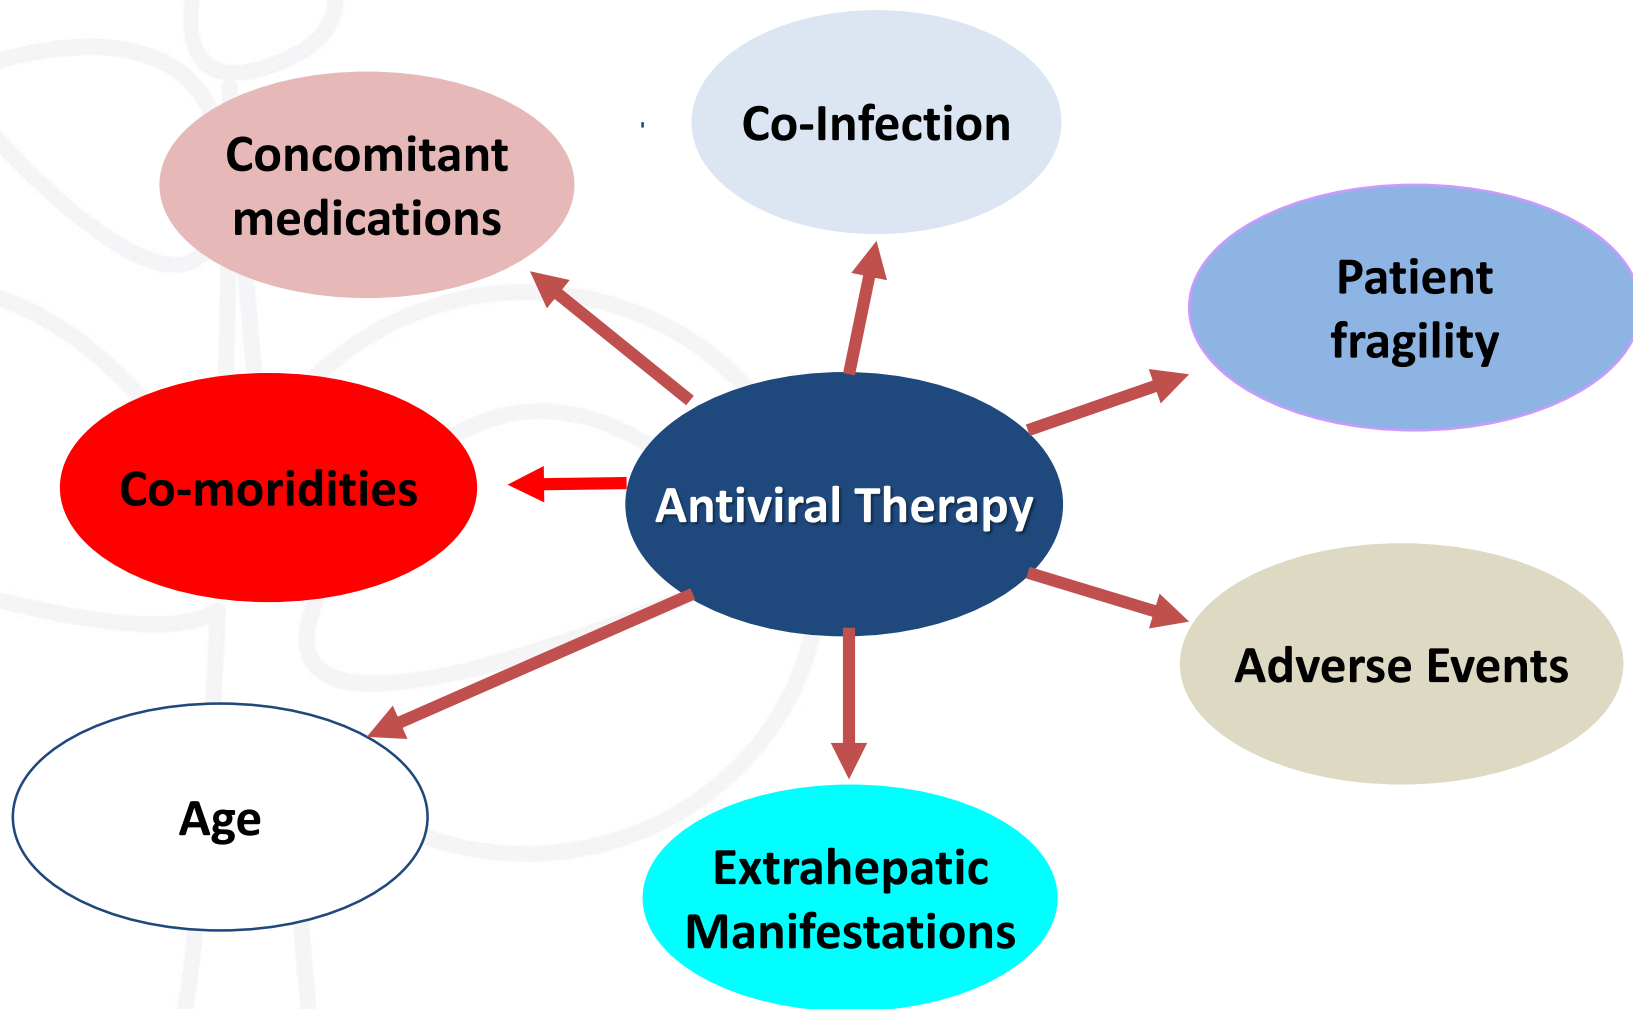 Co-Infection
Concomitant
medications
Patient
fragility
Co-moridities
Antiviral Therapy
Adverse Events
Age
Extrahepatic
Manifestations